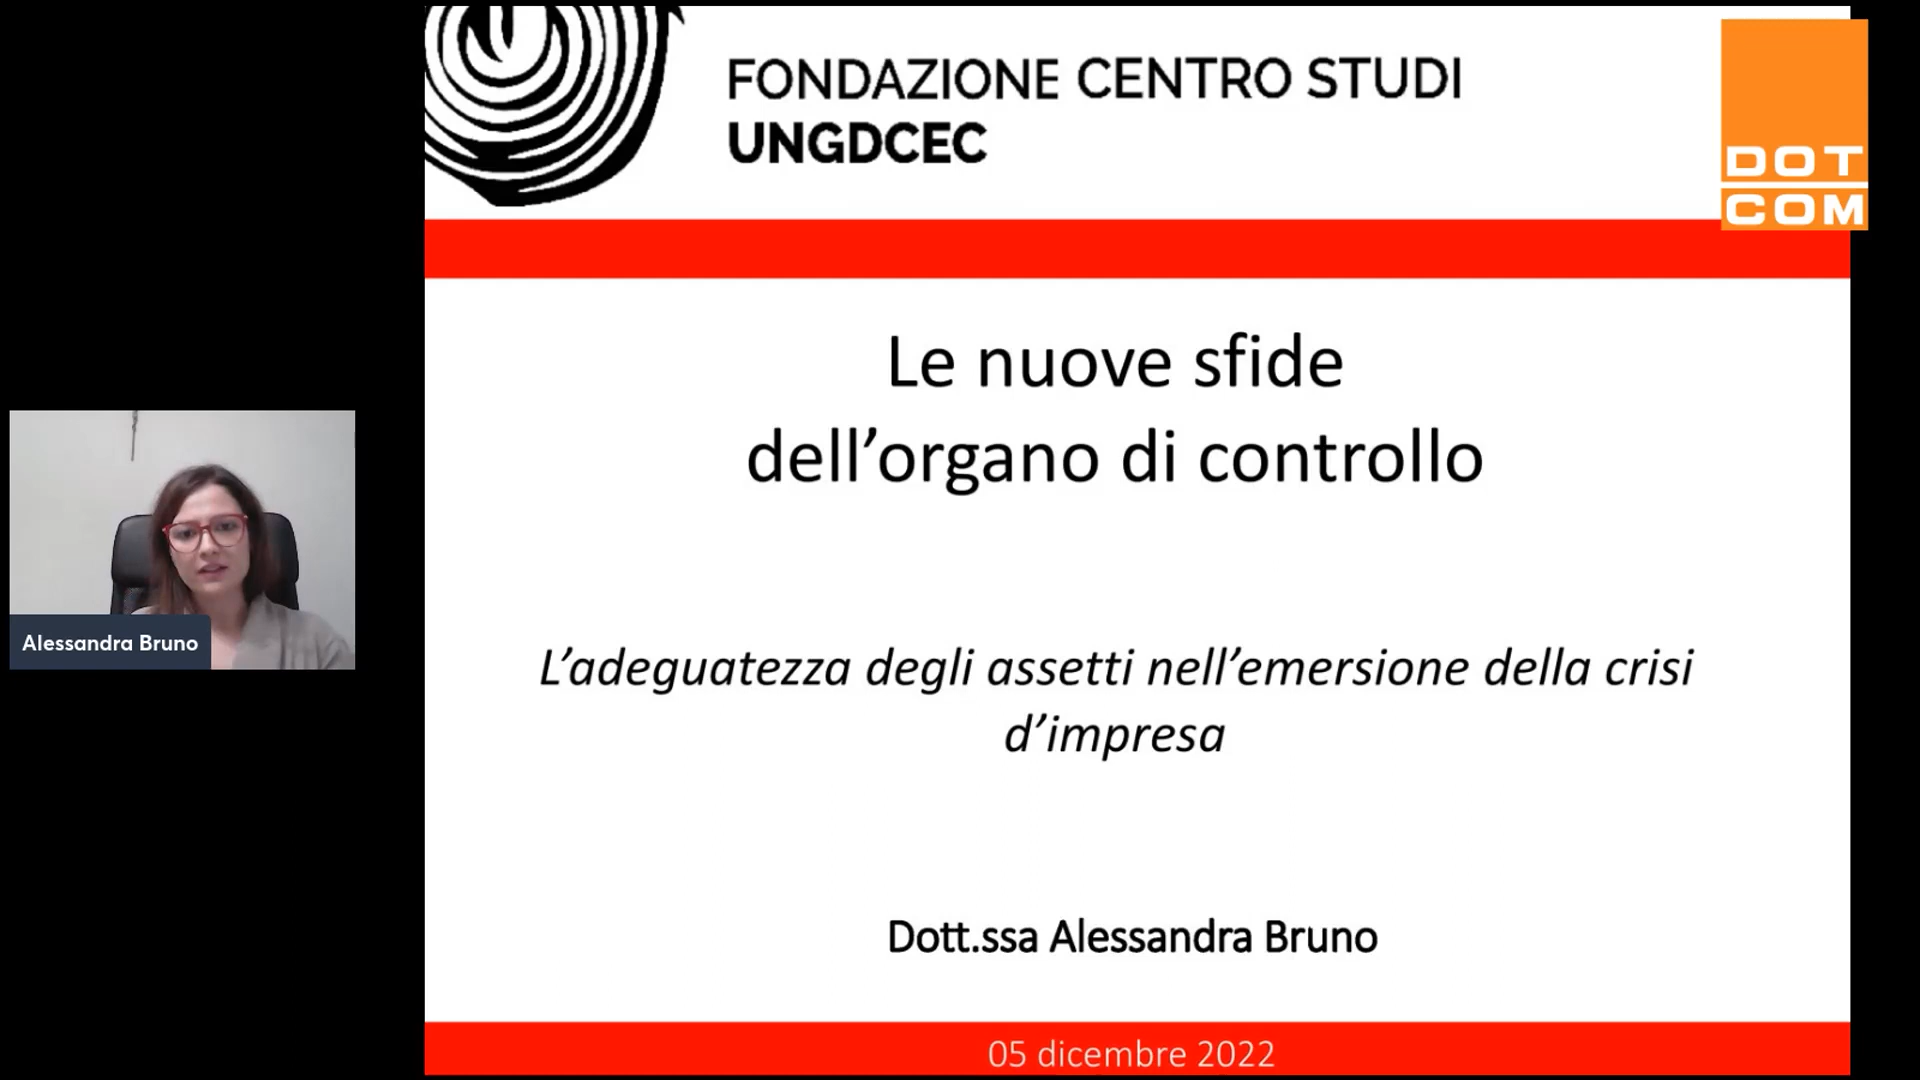 FONDAZIONE CENTRO STUDI
UNGDCEC
DOT
COM
Le nuove sfide
dell’organo di controllo
L’adeguatezza degli assetti nell’emersione della crisi
d’impresa
Alessandra Bruno
Dott.ssa Alessandra Bruno
05 dicembre 2022